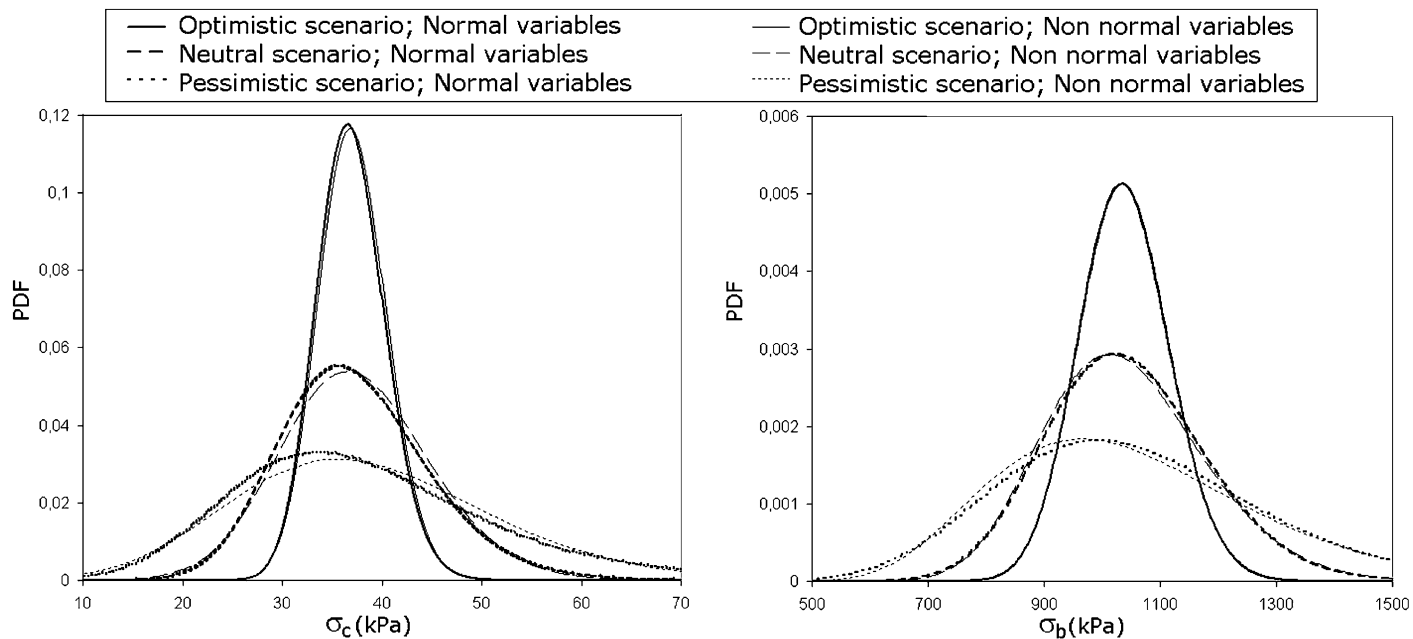 Optimistic scenario; Normal variables
Neutral scenario; Normal variables
Pessimistic scenario; Normal variables
Optimistic scenario; Non normal variables
Neutral scenario; Non normal variables
Pessimistic scenario; Non normal variables
0,12
0,1
0,08
0,06
0,04
0,02
0
PDF
10 20 30 40 50 60 70
σc(kPa)
0,006
0,005
0,004
0,003
0,002
0,001
0
PDF
500 700 900 1100 1300 1500
σb(kPa)